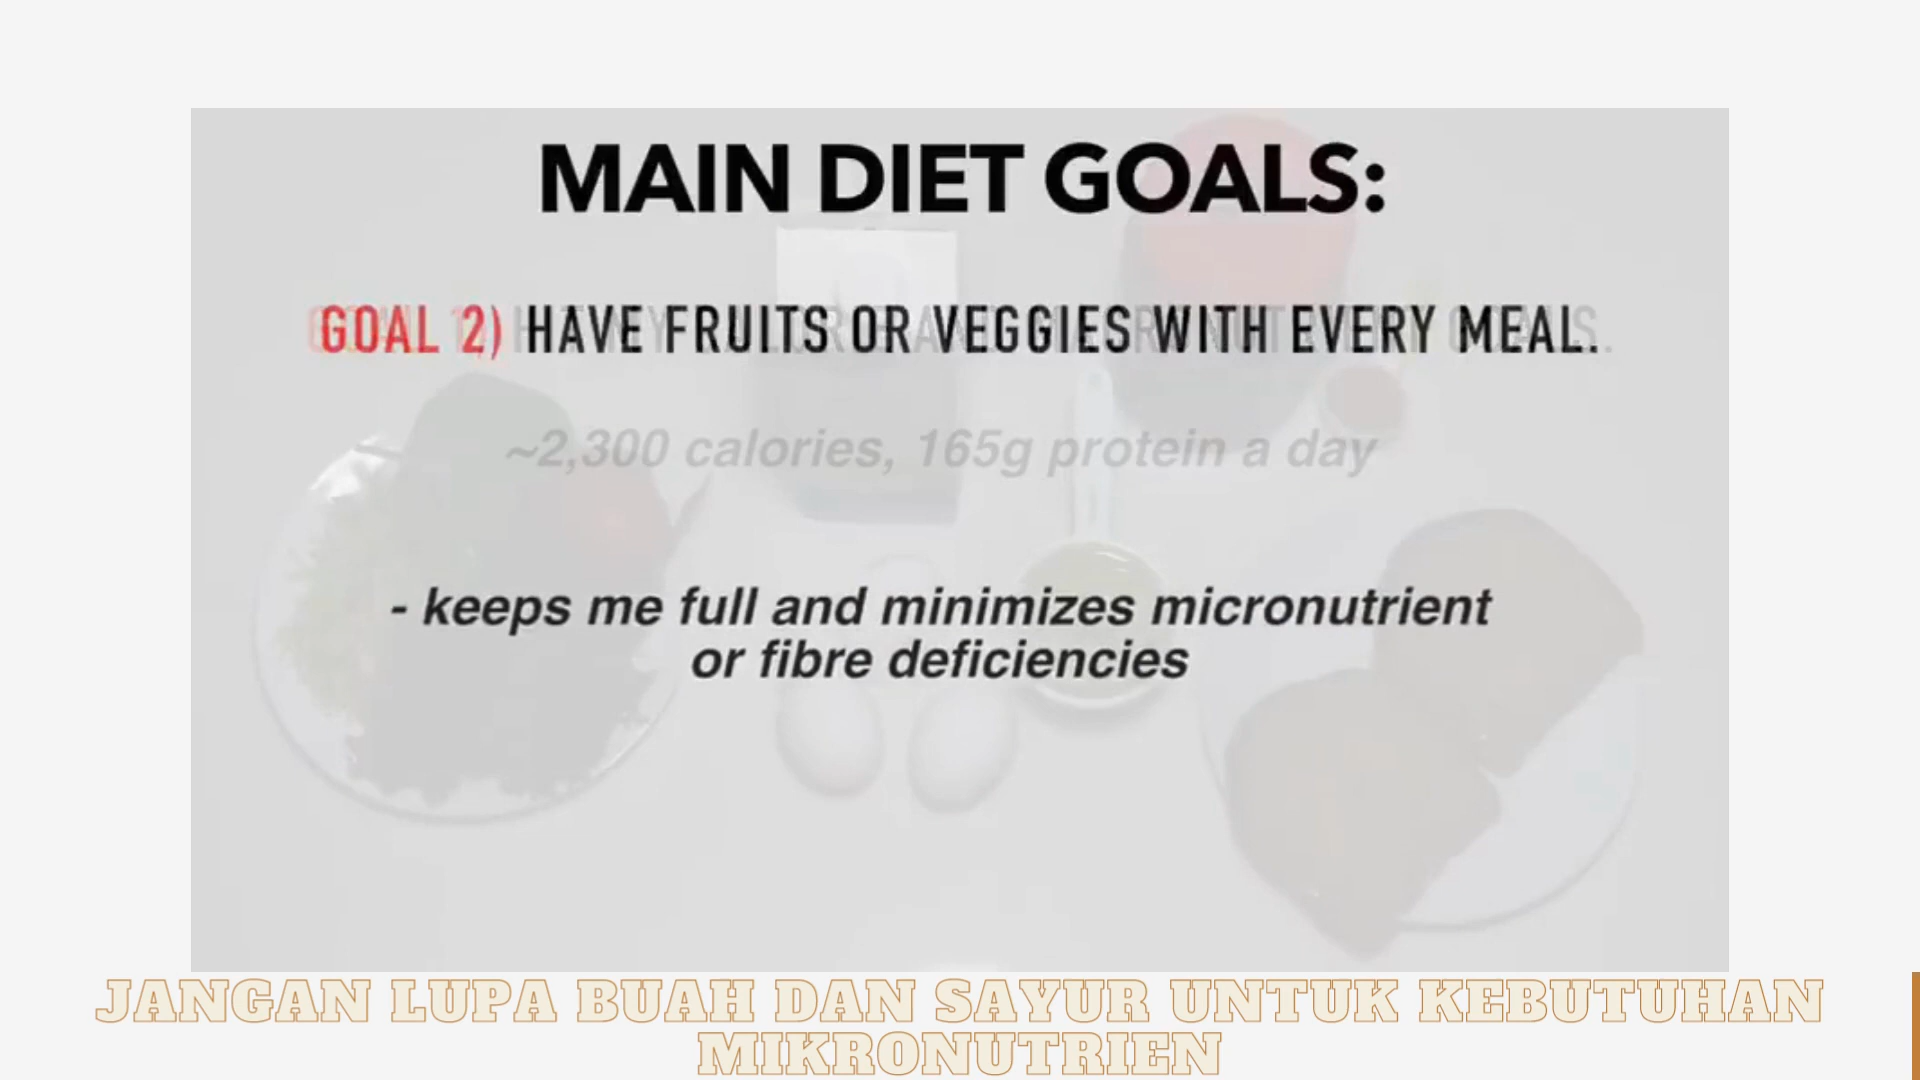 MAIN DIET GOALS:
GOAL 2) HAVE FRUITS OR VEGGIES WITH EVERY MEAL.
~2,300 calories, 165g protein a day
- keeps me full and minimizes micronutrient
or fibre deficiencies
JANGAN LUPA BUAH DAN SAYUR UNTUK KEBUTUHAN
MIKRONUTRIEN